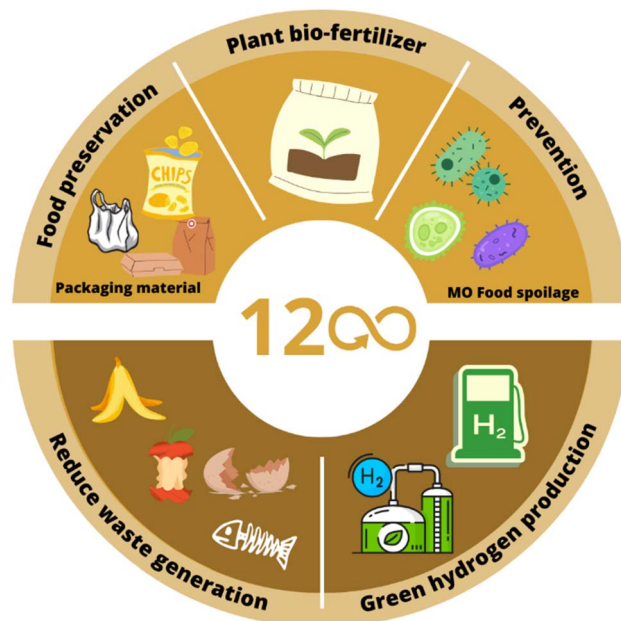 Plant bio-fertilizer
Food preservation
Prevention
CHIPS
Packaging material
MO Food spoilage
12
H2
H2
Reduce waste generation
Green hydrogen production